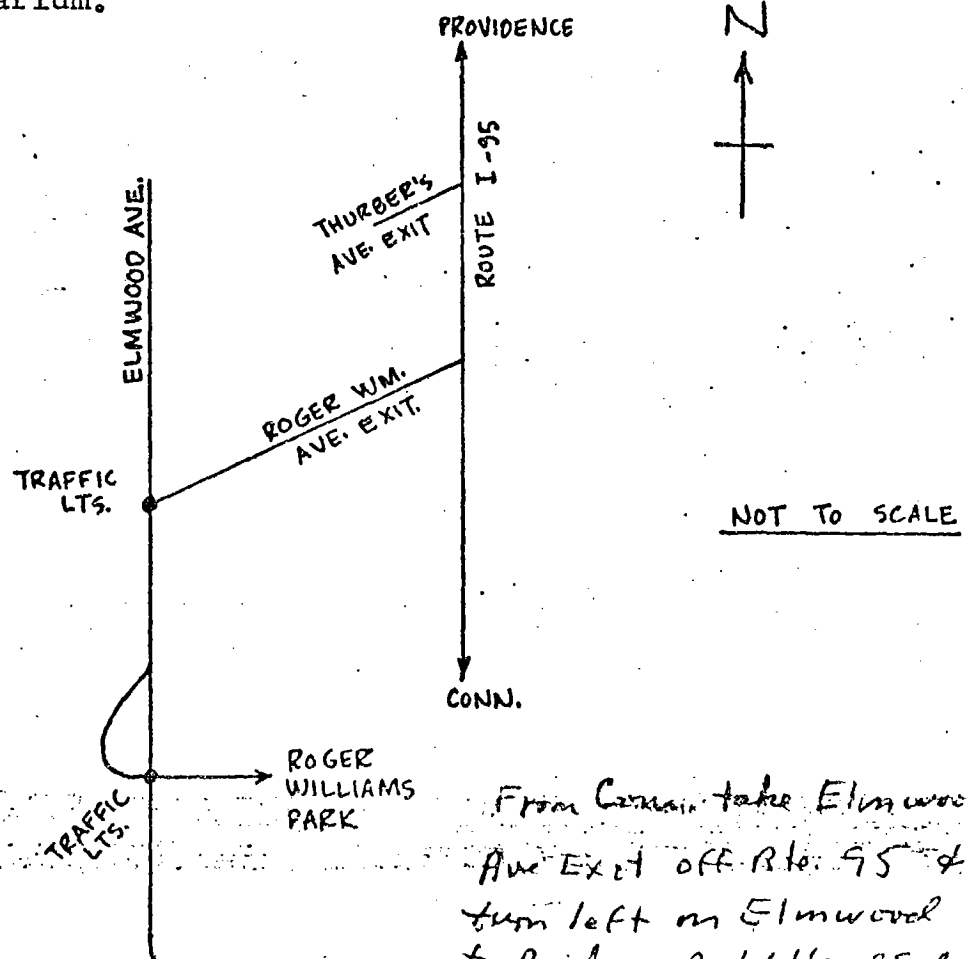 arium.
PROVIDENCE
N
THURBER'S
AVE. EXIT
ROUTE I-95
ELMWOOD AVE.
ROGER WM.
AVE. EXIT.
TRAFFIC
LTS.
NOT TO SCALE
CONN.
ROGER
WILLIAMS
PARK
TRAFFIC
LTS.
From Conn. take Elmwoo
Ave Exit off Rte. 95 &
turn left on Elmwood